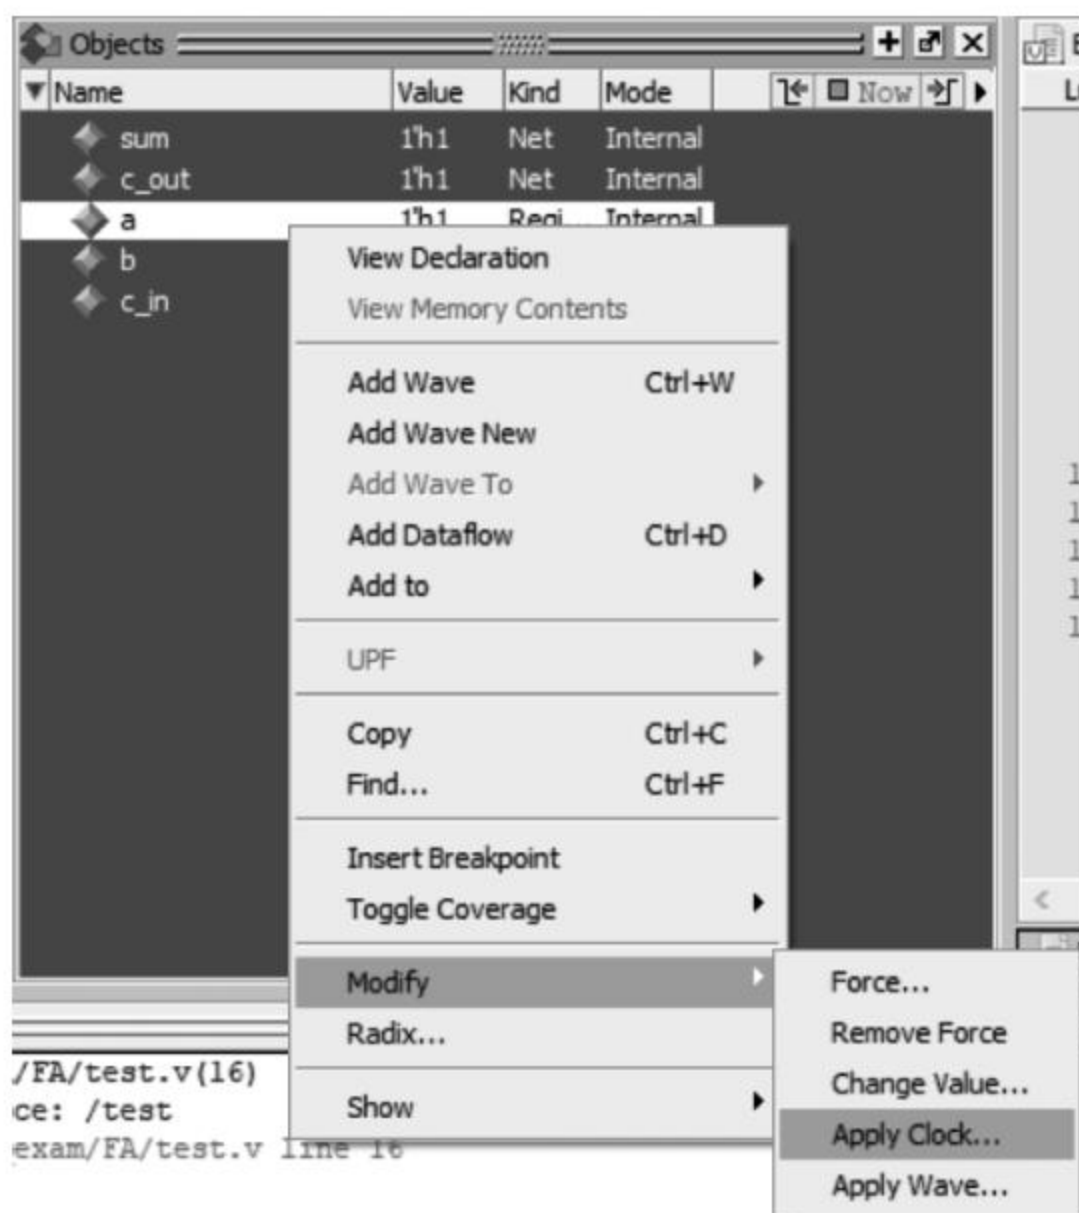 Objects
Name Value Kind Mode Now
sum 1'h1 Net Internal
c_out 1'h1 Net Internal
a 1'h1 Regi... Internal
b
c_in
View Declaration
View Memory Contents
Add Wave Ctrl+W
Add Wave New
Add Wave To
Add Dataflow Ctrl+D
Add to
UPF
Copy Ctrl+C
Find... Ctrl+F
Insert Breakpoint
Toggle Coverage
Modify
Radix...
Show
Force...
Remove Force
Change Value...
Apply Clock...
Apply Wave...
/FA/test.v(16)
ce: /test
exam/FA/test.v line 16